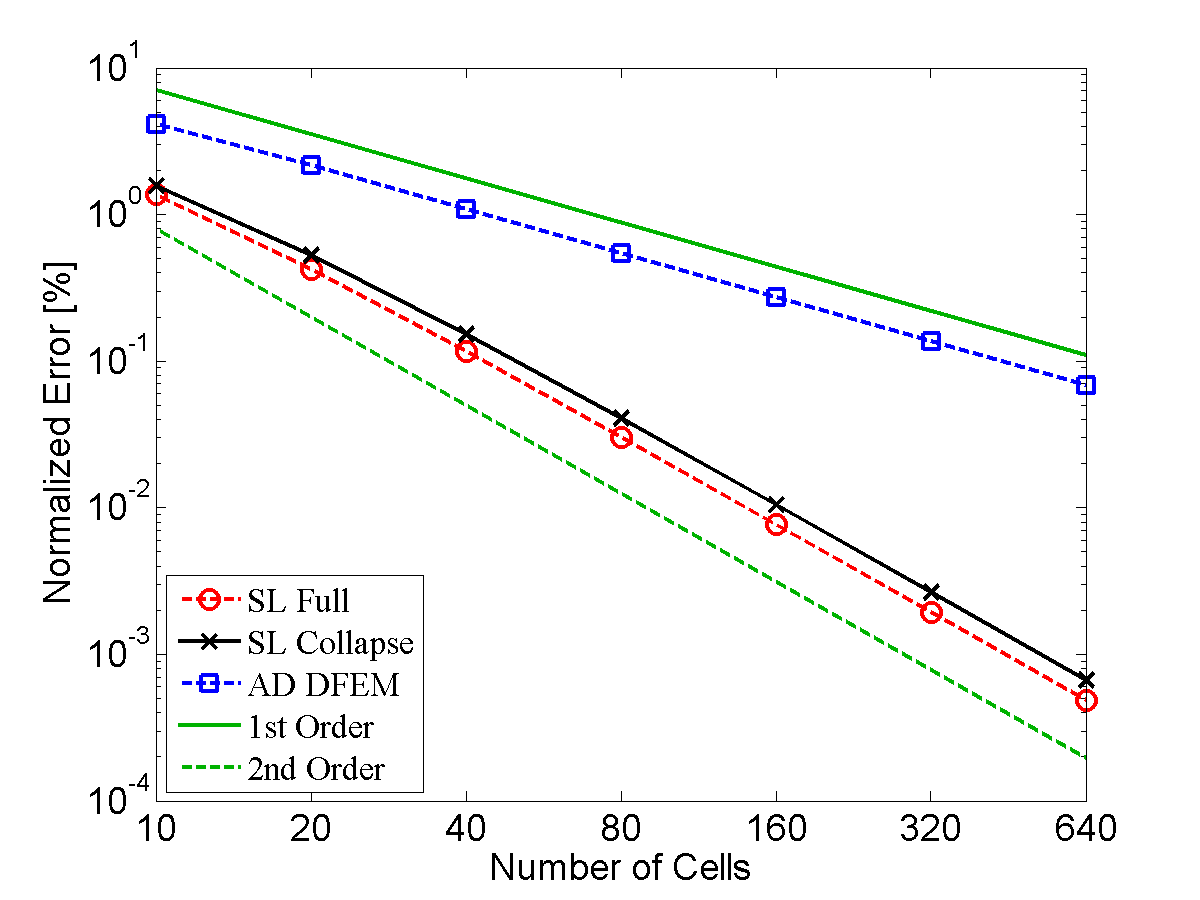 10^1
10^0
10^-1
10^-2
10^-3
10^-4
Normalized Error [%]
SL Full
SL Collapse
AD DFEM
1st Order
2nd Order
10 20 40 80 160 320 640
Number of Cells